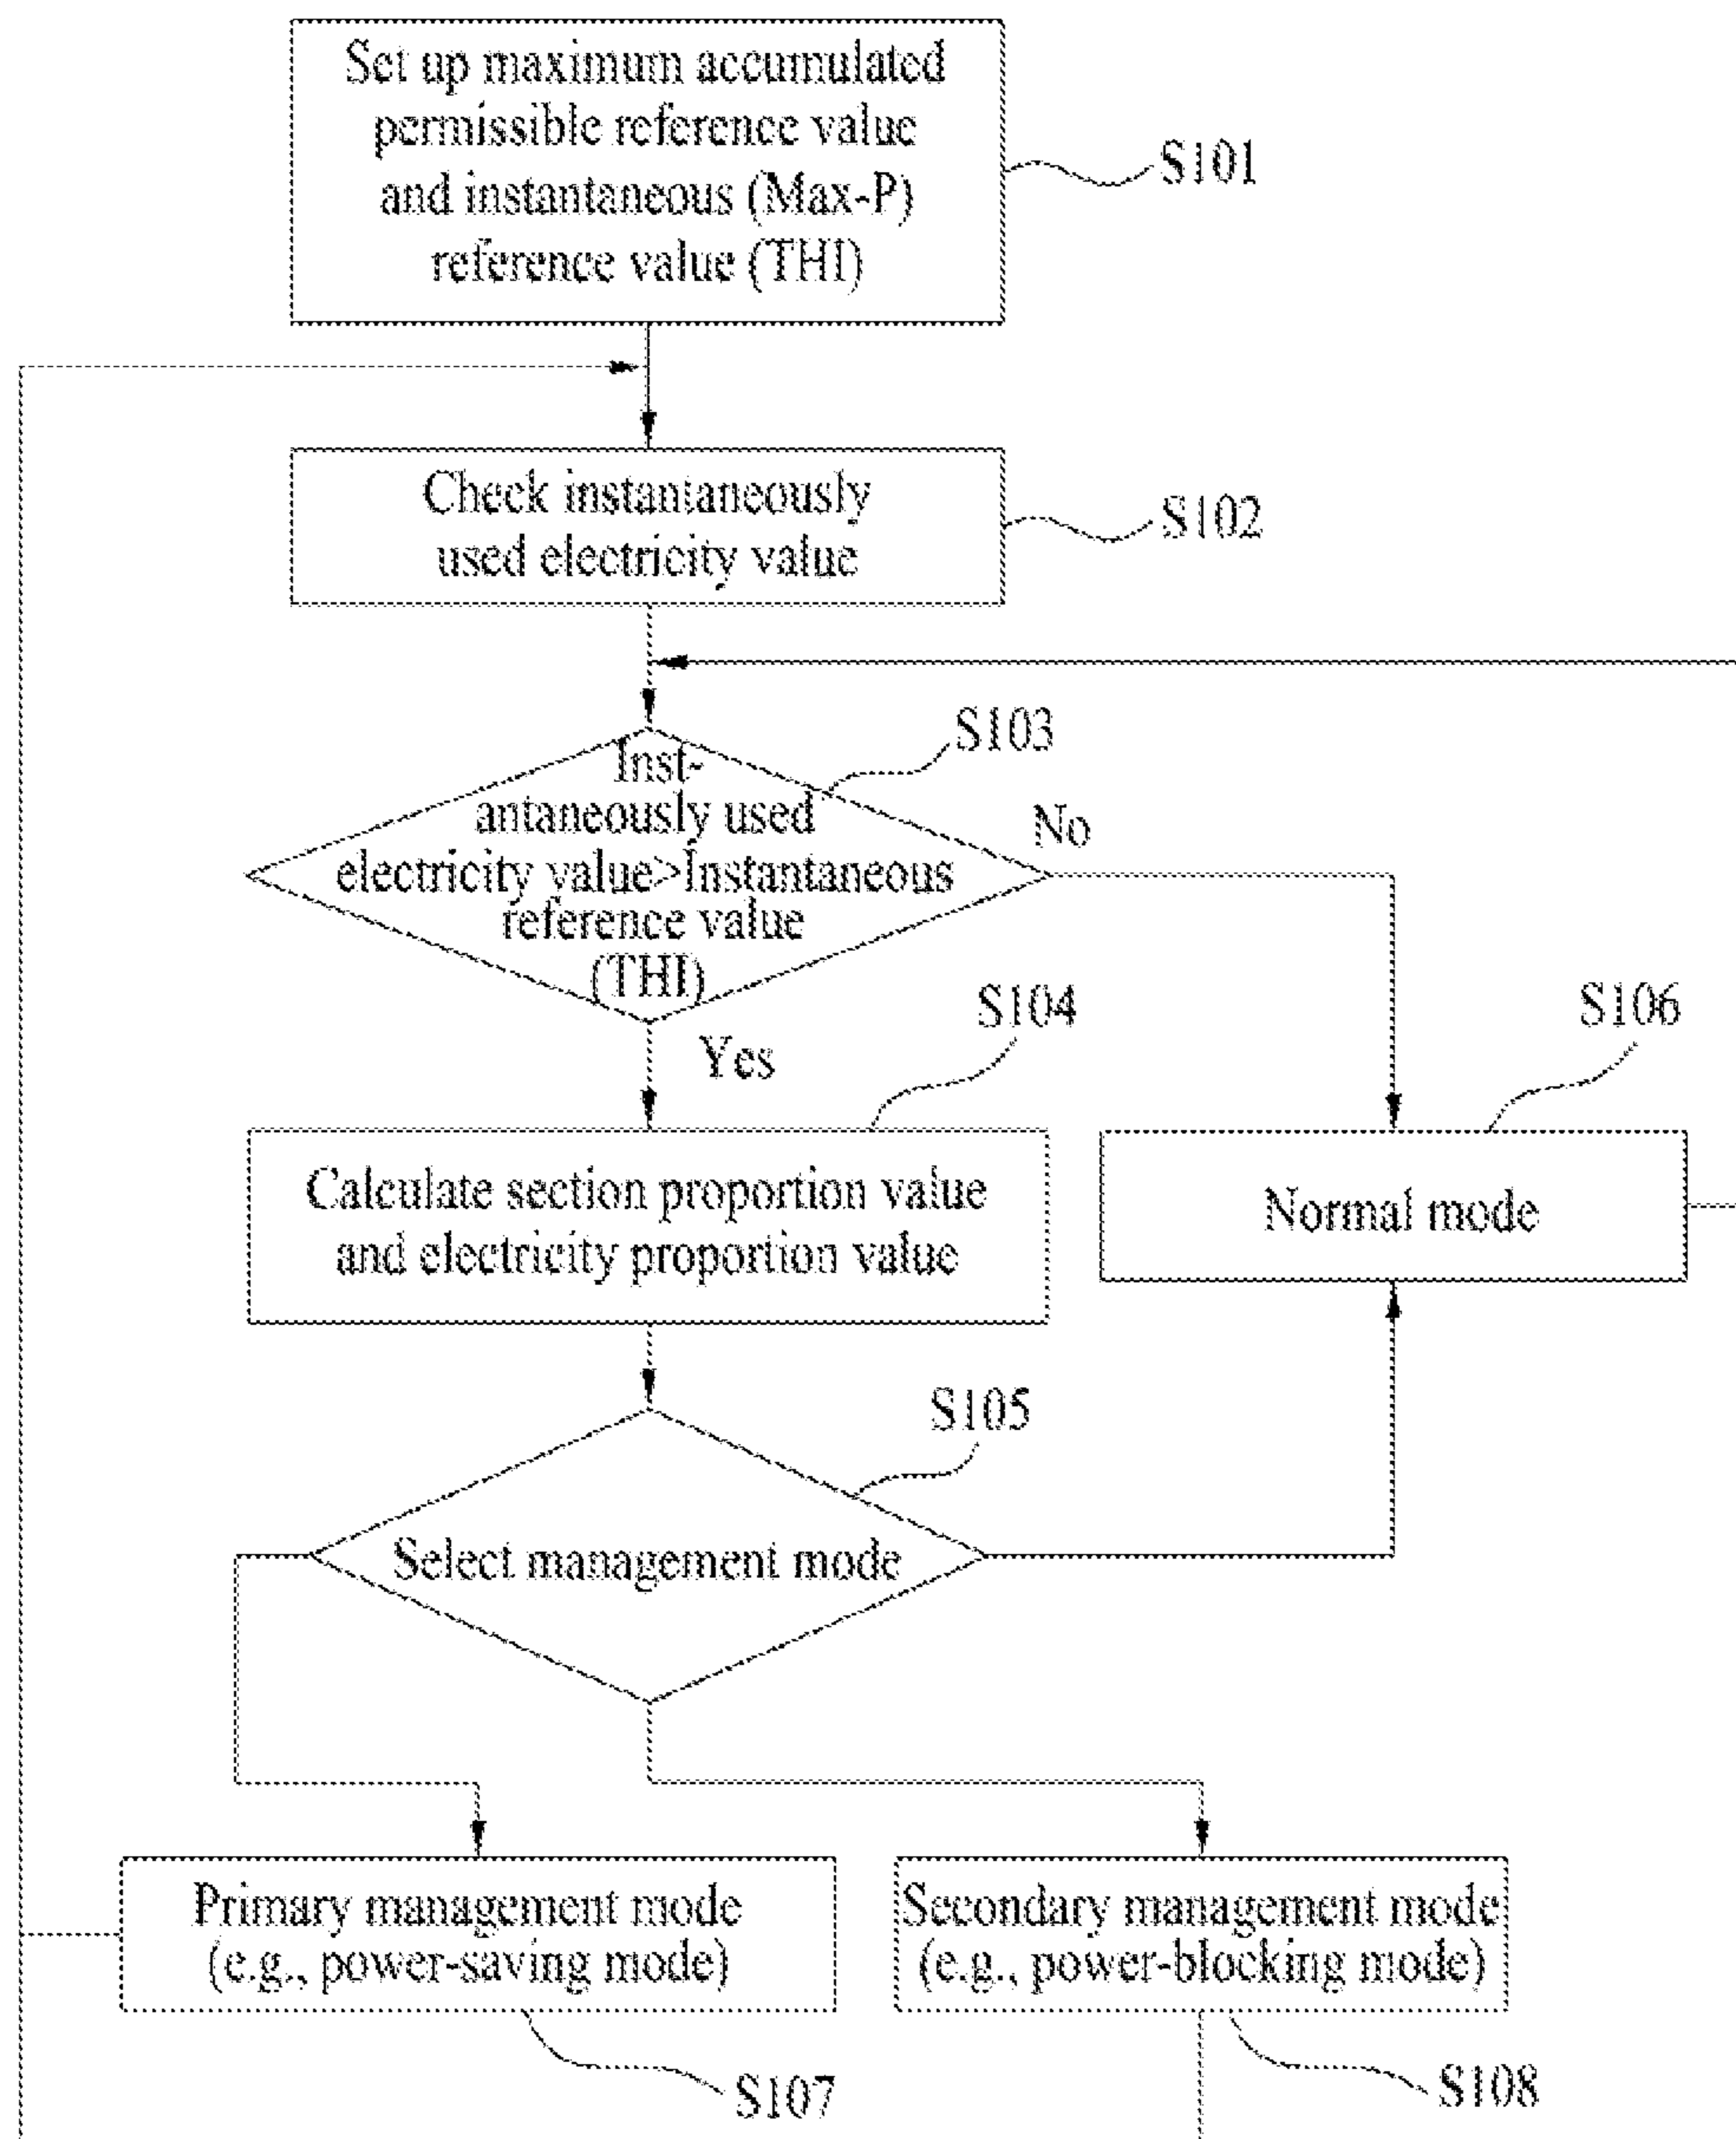 Set up maximum accumulated
permissible reference value
and instantaneous (Max-P)
reference value (THI)
S101
Check instantaneously
used electricity value
S102
S103
Inst-
antaneously used
electricity value>Instantaneous
reference value
(THI)
No
Yes
S104
S106
Calculate section proportion value
and electricity proportion value
Normal mode
S105
Select management mode
Primary management mode
(e.g., power-saving mode)
Secondary management mode
(e.g., power-blocking mode)
S107
S108